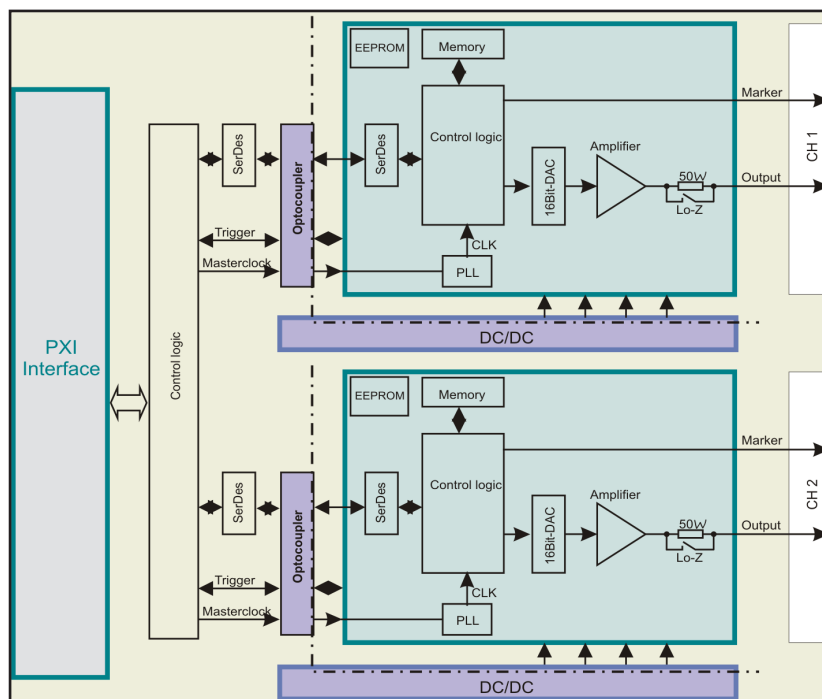 PXI
Interface
Control logic
SerDes
Trigger
Masterclock
Optocoupler
EEPROM
Memory
SerDes
Control logic
CLK
PLL
16Bit-DAC
Amplifier
50W
Lo-Z
Marker
Output
CH 1
DC/DC
SerDes
Trigger
Masterclock
Optocoupler
EEPROM
Memory
SerDes
Control logic
CLK
PLL
16Bit-DAC
Amplifier
50W
Lo-Z
Marker
Output
CH 2
DC/DC